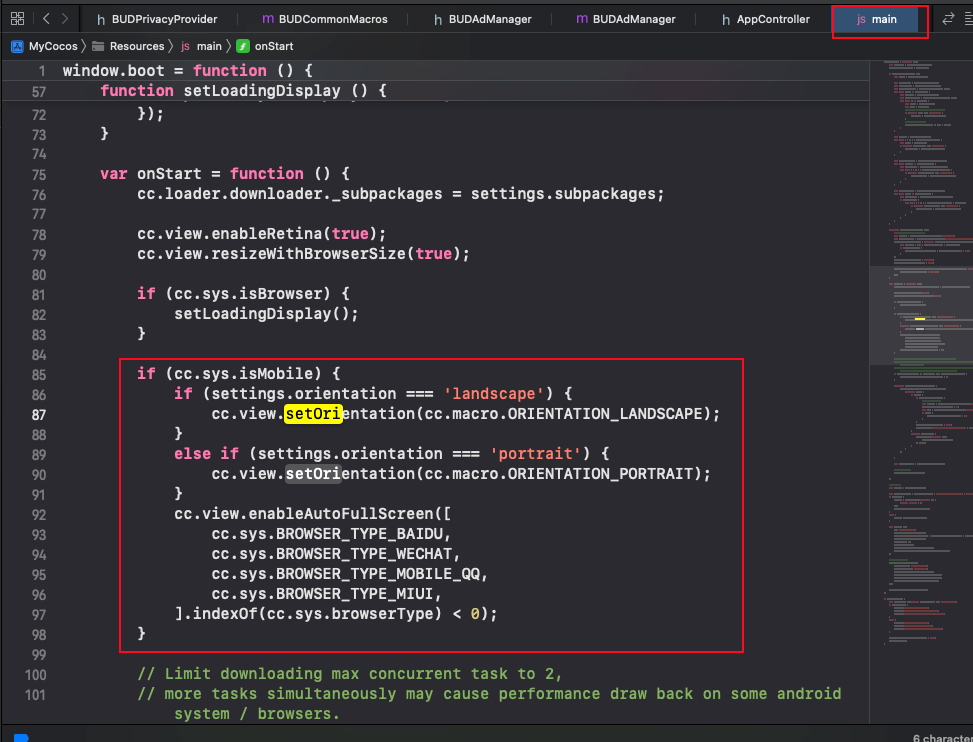 h BUDPrivacyProvider m BUDCommonMacros h BUDAdManager m BUDAdManager h AppController js main
MyCocos Resources js main f onStart
1 window.boot = function () {
57 function setLoadingDisplay () {
72 });
73 }
74
75 var onStart = function () {
76 cc.loader.downloader._subpackages = settings.subpackages;
77
78 cc.view.enableRetina(true);
79 cc.view.resizeWithBrowserSize(true);
80
81 if (cc.sys.isBrowser) {
82 setLoadingDisplay();
83 }
84
85 if (cc.sys.isMobile) {
86 if (settings.orientation === 'landscape') {
87 cc.view.setOrientation(cc.macro.ORIENTATION_LANDSCAPE);
88 }
89 else if (settings.orientation === 'portrait') {
90 cc.view.setOrientation(cc.macro.ORIENTATION_PORTRAIT);
91 }
92 cc.view.enableAutoFullScreen([
93 cc.sys.BROWSER_TYPE_BAIDU,
94 cc.sys.BROWSER_TYPE_WECHAT,
95 cc.sys.BROWSER_TYPE_MOBILE_QQ,
96 cc.sys.BROWSER_TYPE_MIUI,
97 ].indexOf(cc.sys.browserType) < 0);
98 }
99
100 // Limit downloading max concurrent task to 2,
101 // more tasks simultaneously may cause performance draw back on some android
system / browsers.
6 character